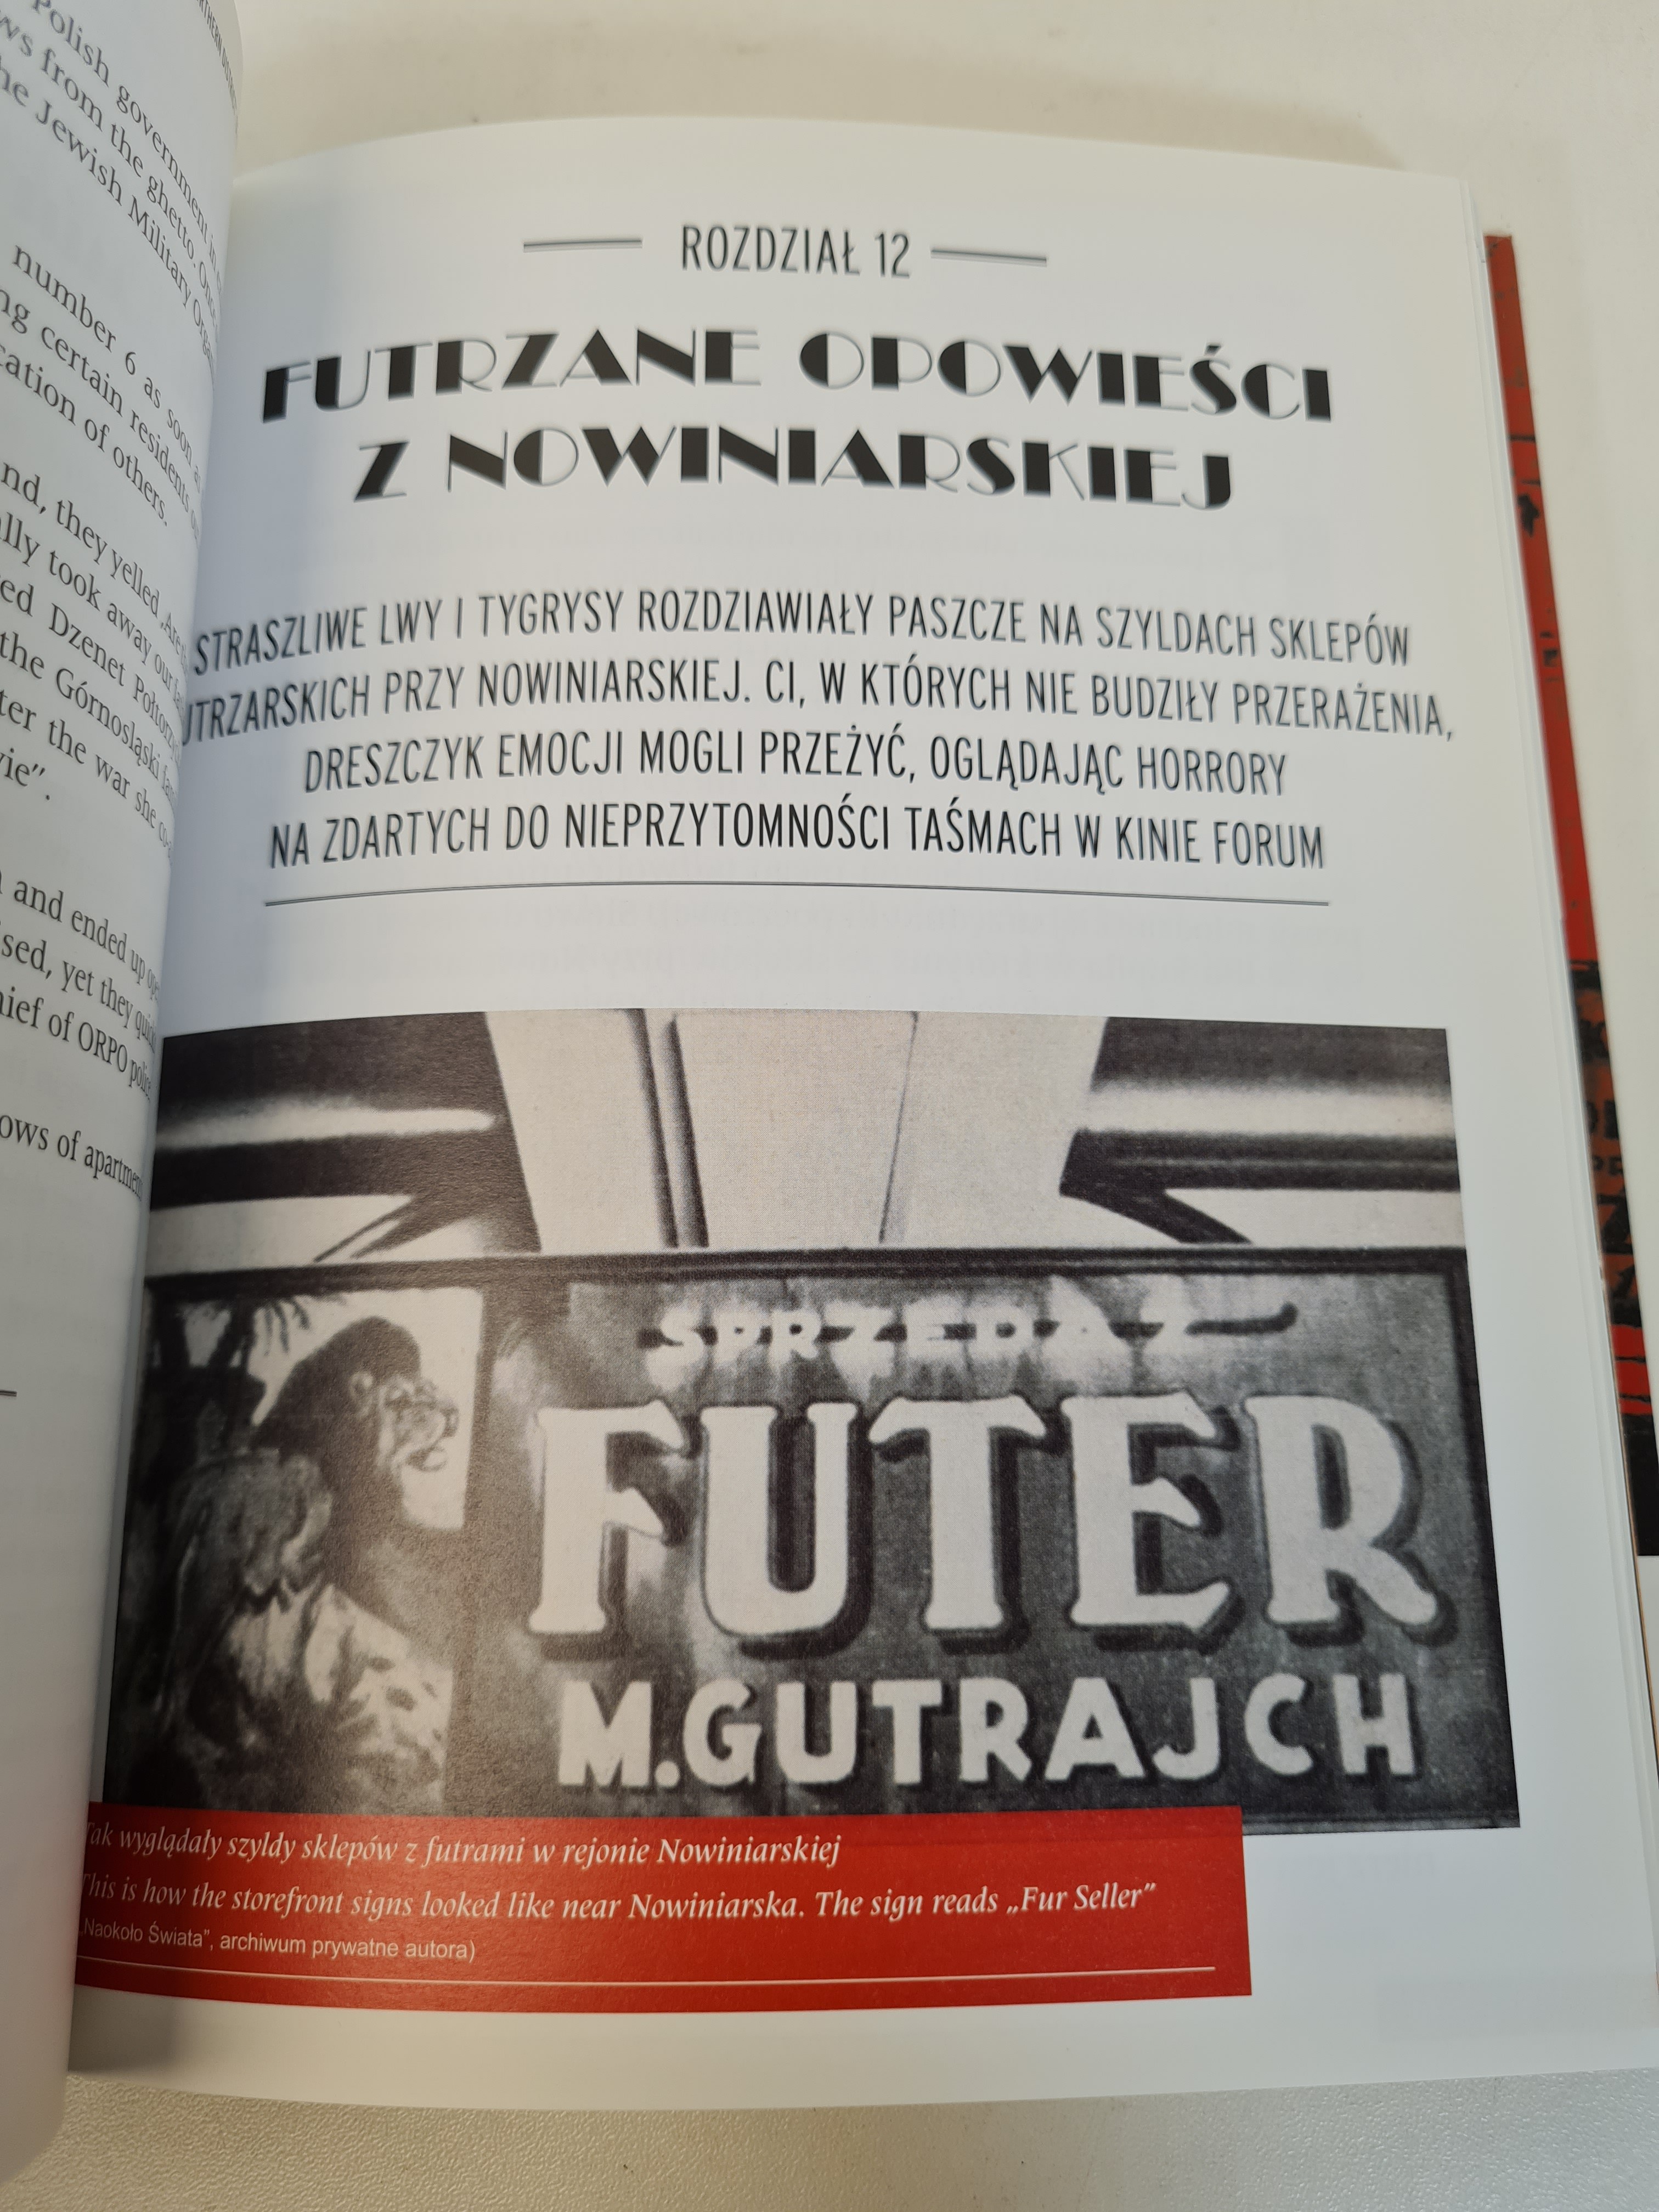 Polish government in
ws from the ghetto.
he Jewish Military
number 6 as soon as
ng certain residents
cation of others.
nd, they yelled
ally took away our
ed Dzenet
the Górnośląski
ter the war she
vie".
and ended up
sed, yet they
hief of ORPO police
ows of
ROZDZIAŁ 12
FUTRZANE OPOWIEŚCI
Z NOWINIARSKIEJ
STRASZLIWE LWY I TYGRYSY ROZDZIAWIAŁY PASZCZE NA SZYLDACH SKLEPÓW
UTRZARSKICH PRZY NOWINIARSKIEJ. CI, W KTÓRYCH NIE BUDZIŁY PRZERAŻENIA,
DRESZCZYK EMOCJI MOGLI PRZEŻYĆ, OGLĄDAJĄC HORRORY
NA ZDARTYCH DO NIEPRZYTOMNOŚCI TAŚMACH W KINIE FORUM
SPRZEDAŻ
FUTER
M.GUTRAJCH
Tak wyglądały szyldy sklepów z futrami w rejonie Nowiniarskiej
This is how the storefront signs looked like near Nowiniarska. The sign reads „Fur Seller"
„Naokoło Świata", archiwum prywatne autora)